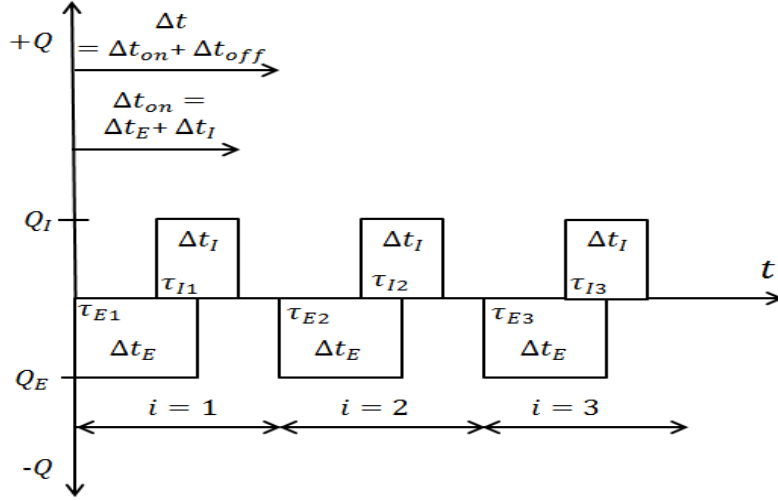 Δt
+Q
= Δt_on + Δt_off
Δt_on =
Δt_E + Δt_I
Q_I
Δt_I
Δt_I
Δt_I
t
τ_I1
τ_I2
τ_I3
τ_E1
τ_E2
τ_E3
Δt_E
Δt_E
Δt_E
Q_E
i = 1
i = 2
i = 3
-Q